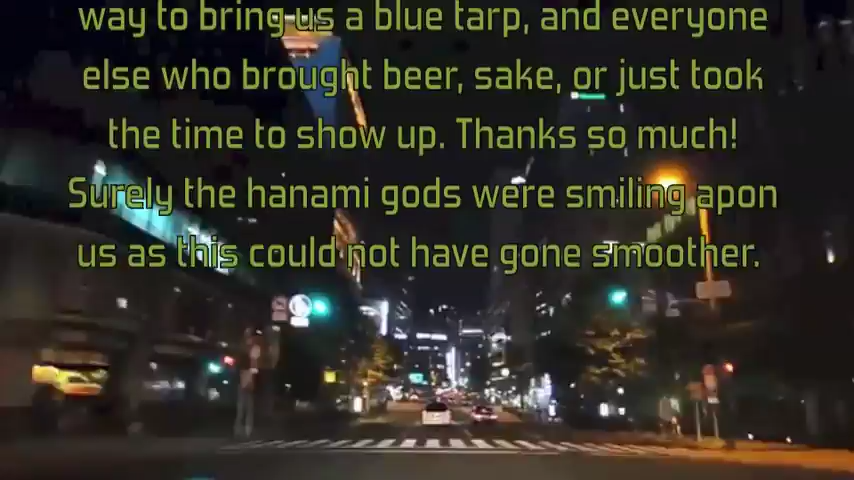 way to bring us a blue tarp, and everyone
else who brought beer, sake, or just took
the time to show up. Thanks so much!
Surely the hanami gods were smiling apon
us as this could not have gone smoother.